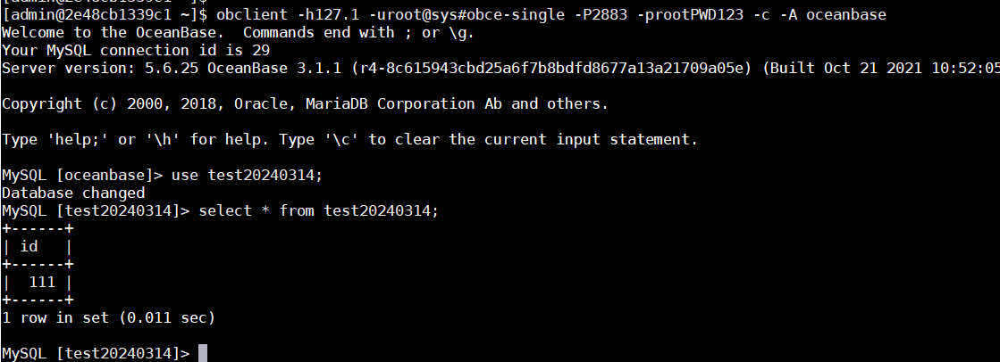 [admin@2e48cb1339c1 ~]$ obclient -h127.1 -uroot@sys#obce-single -P2883 -prootPWD123 -c -A oceanbase
Welcome to the OceanBase.  Commands end with ; or \g.
Your MySQL connection id is 29
Server version: 5.6.25 OceanBase 3.1.1 (r4-8c615943cbd25a6f7b8bdfd8677a13a21709a05e) (Built Oct 21 2021 10:52:05
Copyright (c) 2000, 2018, Oracle, MariaDB Corporation Ab and others.
Type 'help;' or '\h' for help. Type '\c' to clear the current input statement.
MySQL [oceanbase]> use test20240314;
Database changed
MySQL [test20240314]> select * from test20240314;
+------+
| id   |
+------+
|  111 |
+------+
1 row in set (0.011 sec)
MySQL [test20240314]>